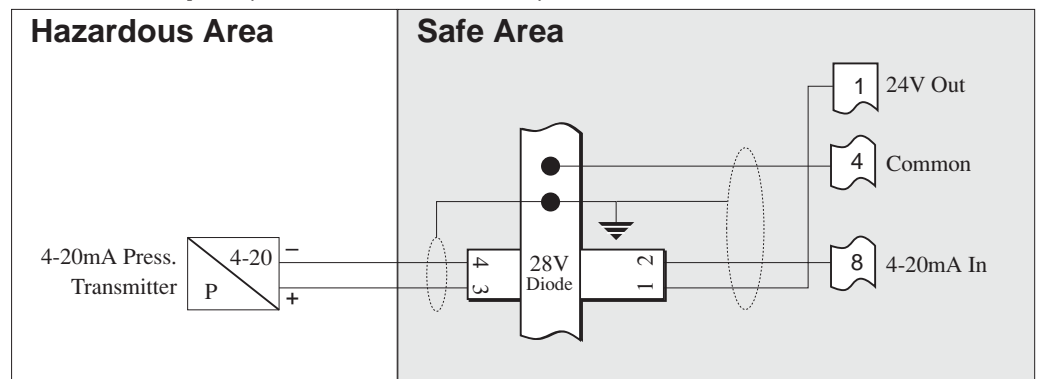 Hazardous Area
Safe Area
1 24V Out
4 Common
4-20mA Press.
Transmitter
4-20
P
–
+
4
3
28V
Diode
2
1
8 4-20mA In